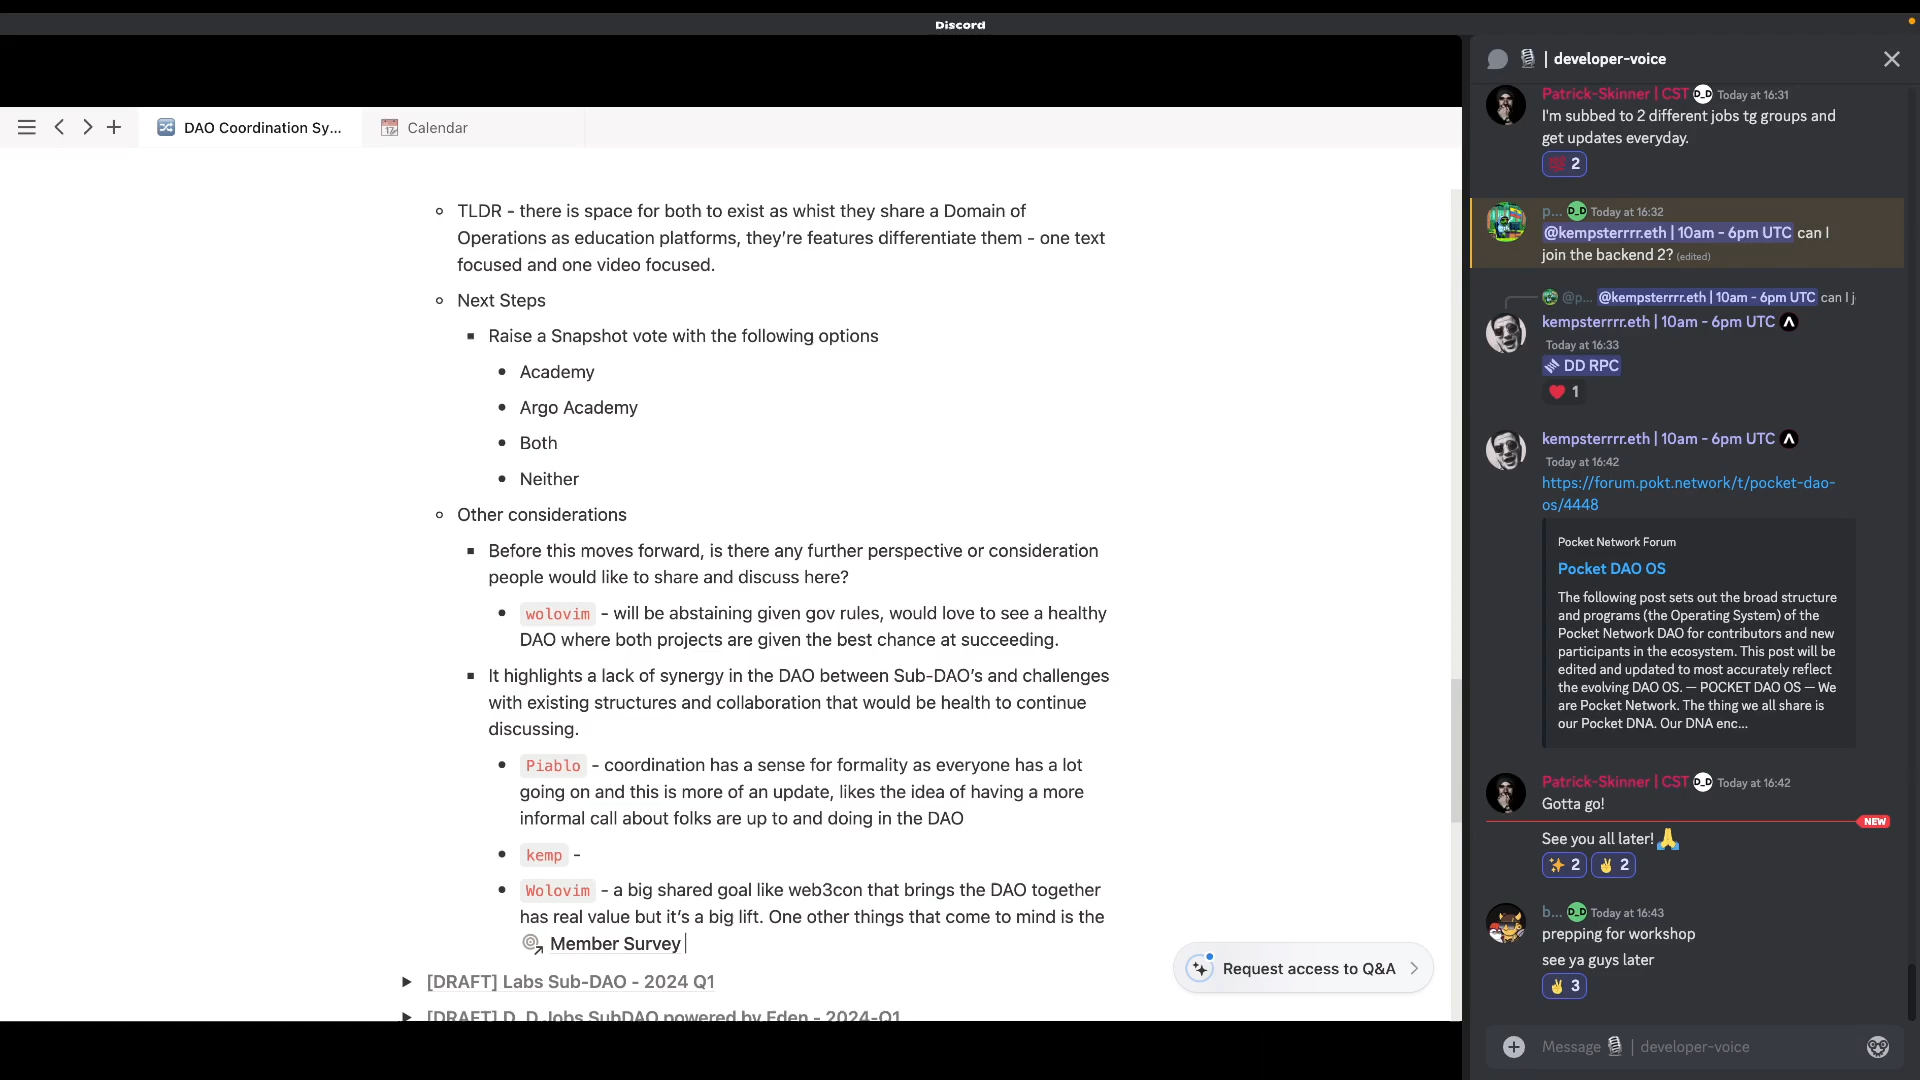 Discord
DAO Coordination Sy...
Calendar
TLDR - there is space for both to exist as whist they share a Domain of
Operations as education platforms, they're features differentiate them - one text
focused and one video focused.
Next Steps
Raise a Snapshot vote with the following options
Academy
Argo Academy
Both
Neither
Other considerations
Before this moves forward, is there any further perspective or consideration
people would like to share and discuss here?
wolovim - will be abstaining given gov rules, would love to see a healthy
DAO where both projects are given the best chance at succeeding.
It highlights a lack of synergy in the DAO between Sub-DAO's and challenges
with existing structures and collaboration that would be health to continue
discussing.
Piablo - coordination has a sense for formality as everyone has a lot
going on and this is more of an update, likes the idea of having a more
informal call about folks are up to and doing in the DAO
kemp -
Wolovim - a big shared goal like web3con that brings the DAO together
has real value but it's a big lift. One other things that come to mind is the
Member Survey
[DRAFT] Labs Sub-DAO - 2024 Q1
[DRAFT] D_D Jobs SubDAO powered by Eden - 2024-Q1
Request access to Q&A
| developer-voice
Patrick-Skinner | CST D_D Today at 16:31
I'm subbed to 2 different jobs tg groups and
get updates everyday.
2
p... D_D Today at 16:32
@kempsterrrr.eth | 10am - 6pm UTC can I
join the backend 2? (edited)
@p... @kempsterrrr.eth | 10am - 6pm UTC can I j
kempsterrrr.eth | 10am - 6pm UTC
Today at 16:33
DD RPC
1
kempsterrrr.eth | 10am - 6pm UTC
Today at 16:42
https://forum.pokt.network/t/pocket-dao-
os/4448
Pocket Network Forum
Pocket DAO OS
The following post sets out the broad structure
and programs (the Operating System) of the
Pocket Network DAO for contributors and new
participants in the ecosystem. This post will be
edited and updated to most accurately reflect
the evolving DAO OS. — POCKET DAO OS — We
are Pocket Network. The thing we all share is
our Pocket DNA. Our DNA enc...
Patrick-Skinner | CST D_D Today at 16:42
Gotta go!
NEW
See you all later!
2 2
b... D_D Today at 16:43
prepping for workshop
see ya guys later
3
Message | developer-voice